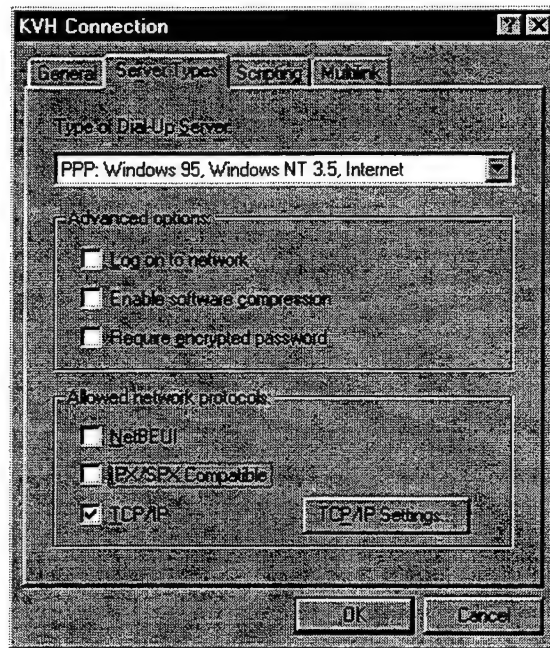 KVH Connection
General Server Types Scripting Multilink
Type of Dial-Up Server:
PPP: Windows 95, Windows NT 3.5, Internet
Advanced options:
Log on to network
Enable software compression
Require encrypted password
Allowed network protocols:
NetBEUI
IPX/SPX Compatible
TCP/IP TCP/IP Settings...
OK Cancel